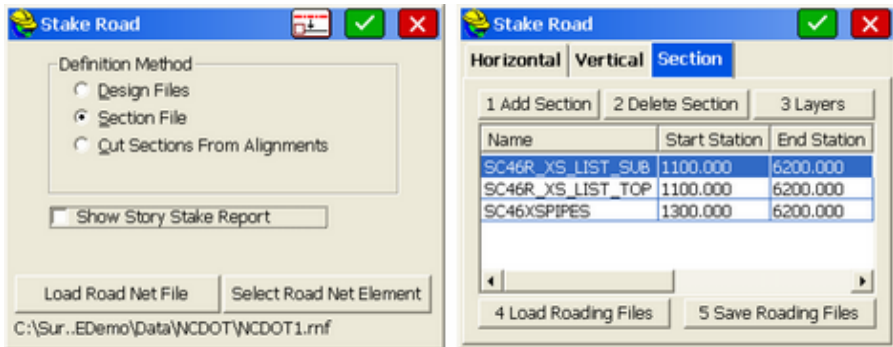 Stake Road
Definition Method
Design Files
Section File
Cut Sections From Alignments
Show Story Stake Report
Load Road Net File
Select Road Net Element
C:\Sur..EDemo\Data\NCDOT\NCDOT1.rnf
Stake Road
Horizontal Vertical Section
1 Add Section 2 Delete Section 3 Layers
Name Start Station End Station
SC46R_XS_LIST_SUB 1100.000 6200.000
SC46R_XS_LIST_TOP 1100.000 6200.000
SC46XSPIPES 1300.000 6200.000
4 Load Roading Files 5 Save Roading Files